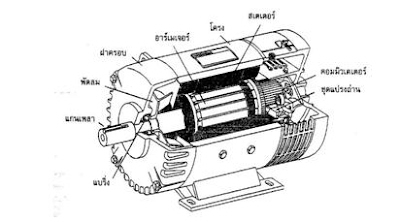 สเตเตอร์
โครง
อาร์เมเจอร์
ฝาครอบ
พัดลม
คอมมิวเตเตอร์
ชุดแปรงถ่าน
แกนเพลา
แบริ่ง